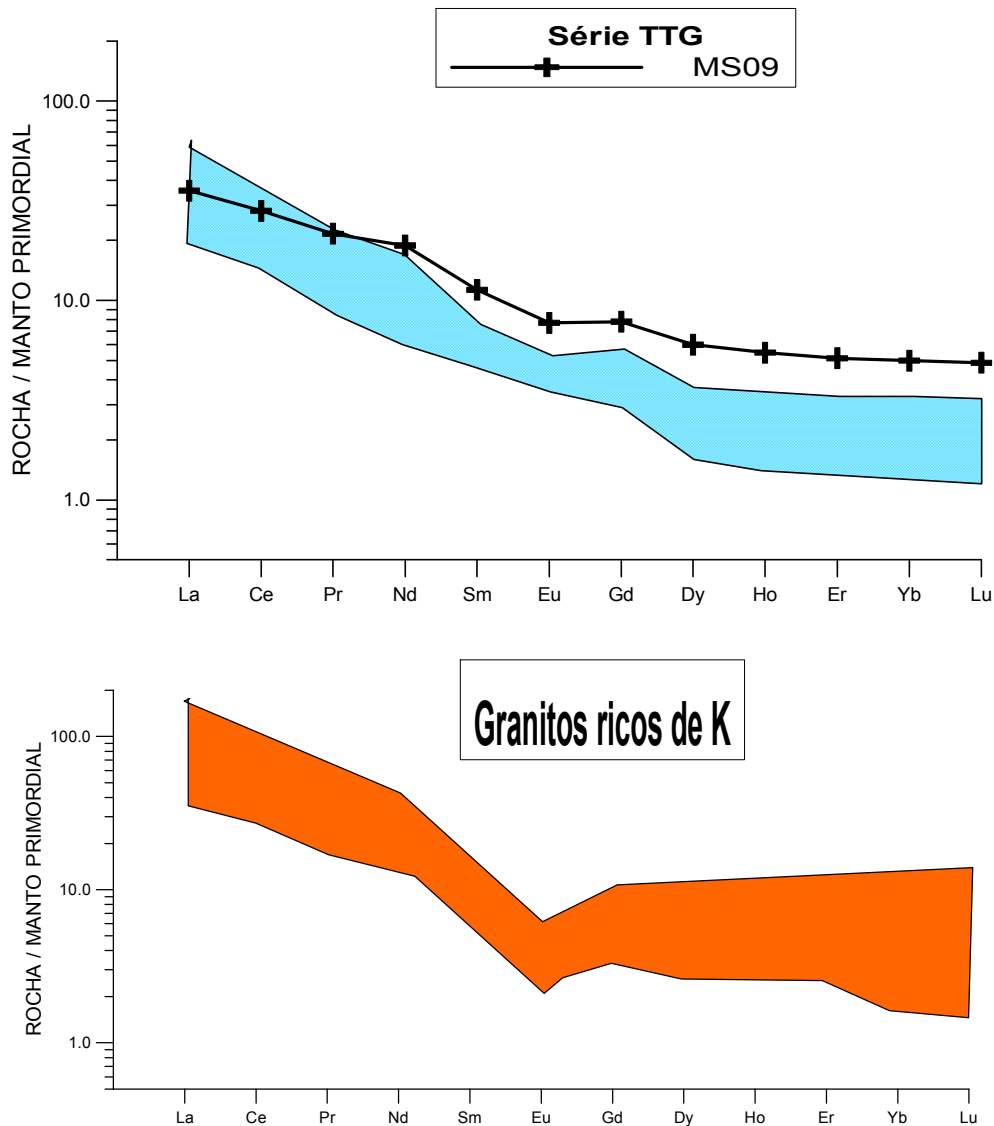 Série TTG
MS09
ROCHA / MANTO PRIMORDIAL
100.0
10.0
1.0
La Ce Pr Nd Sm Eu Gd Dy Ho Er Yb Lu
Granitos ricos de K
ROCHA / MANTO PRIMORDIAL
100.0
10.0
1.0
La Ce Pr Nd Sm Eu Gd Dy Ho Er Yb Lu